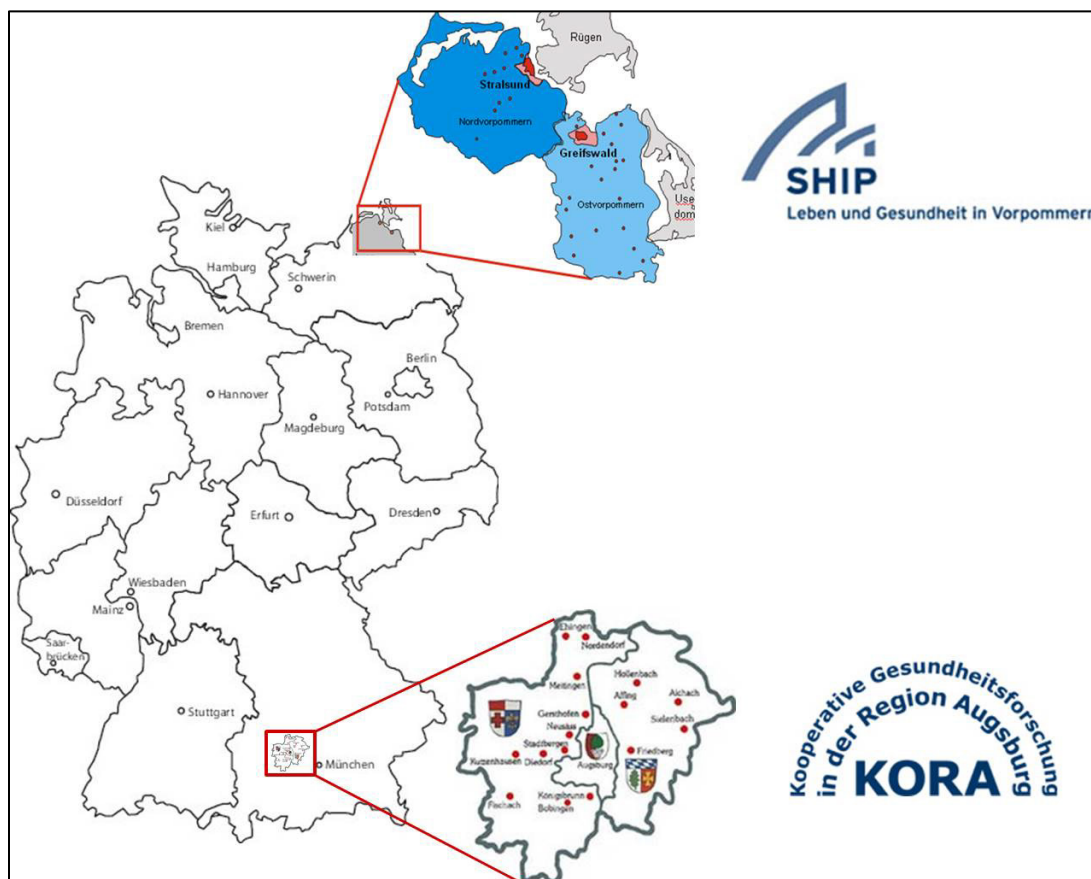 Rügen
Stralsund
Nordvorpommern
Greifswald
Ostvorpommern
Use
dom
SHIP
Leben und Gesundheit in Vorpommern
Kiel
Hamburg
Schwerin
Bremen
Berlin
Hannover
Potsdam
Magdeburg
Düsseldorf
Erfurt
Dresden
Wiesbaden
Mainz
Saar-
brücken
Stuttgart
München
Ehingen
Nordendorf
Meitingen
Hollenbach
Affing
Aichach
Gersthofen
Sielenbach
Neusäss
Stadtbergen
Friedberg
Kutzenhausen
Diedorf
Augsburg
Fischach
Königsbrunn
Bobingen
Kooperative Gesundheitsforschung
in der Region Augsburg
KORA